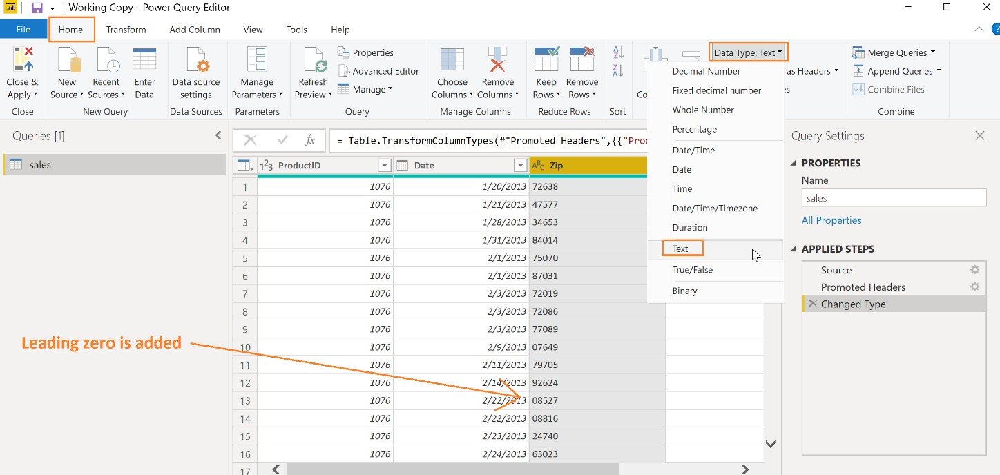 Working Copy - Power Query Editor
File Home Transform Add Column View Tools Help
Close & Apply
New Source
Recent Sources
Enter Data
Data source settings
Manage Parameters
Refresh Preview
Properties
Advanced Editor
Manage
Choose Columns
Remove Columns
Keep Rows
Remove Rows
Data Type: Text
as Headers
Merge Queries
Append Queries
Combine Files
Close New Query Data Sources Parameters Query Manage Columns Reduce Rows Sort Combine
Decimal Number
Fixed decimal number
Whole Number
Percentage
Date/Time
Date
Time
Date/Time/Timezone
Duration
Text
True/False
Binary
Queries [1]
sales
fx = Table.TransformColumnTypes(#"Promoted Headers",{{"Proc
123 ProductID Date ABC Zip
1 1076 1/20/2013 72638
2 1076 1/21/2013 47577
3 1076 1/28/2013 34653
4 1076 1/31/2013 84014
5 1076 2/1/2013 75070
6 1076 2/1/2013 87031
7 1076 2/3/2013 72019
8 1076 2/3/2013 72086
9 1076 2/3/2013 77089
10 1076 2/9/2013 07649
11 1076 2/11/2013 79705
12 1076 2/14/2013 92624
13 1076 2/22/2013 08527
14 1076 2/22/2013 08816
15 1076 2/23/2013 24740
16 1076 2/24/2013 63023
17
Leading zero is added
Query Settings
PROPERTIES
Name
sales
All Properties
APPLIED STEPS
Source
Promoted Headers
Changed Type